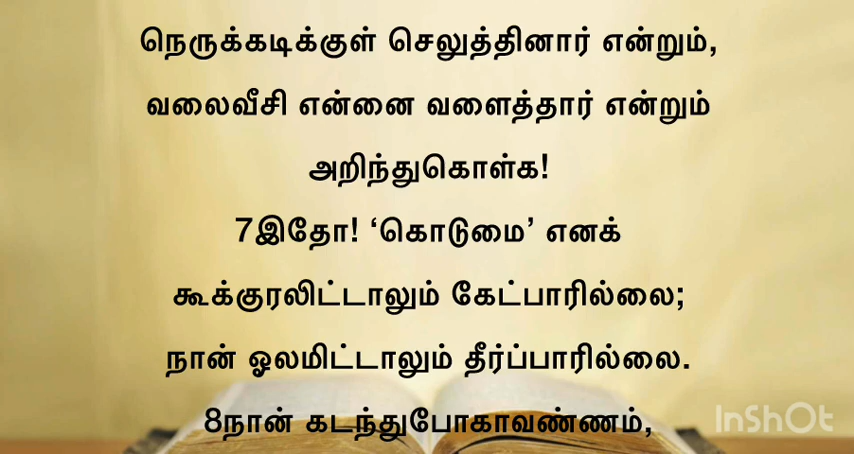 நெருக்கடிக்குள் செலுத்தினார் என்றும்,
வலைவீசி என்னை வளைத்தார் என்றும்
அறிந்துகொள்க!
7இதோ! ‘கொடுமை’ எனக்
கூக்குரலிட்டாலும் கேட்பாரில்லை;
நான் ஓலமிட்டாலும் தீர்ப்பாரில்லை.
8நான் கடந்துபோகாவண்ணம்,
InShOt